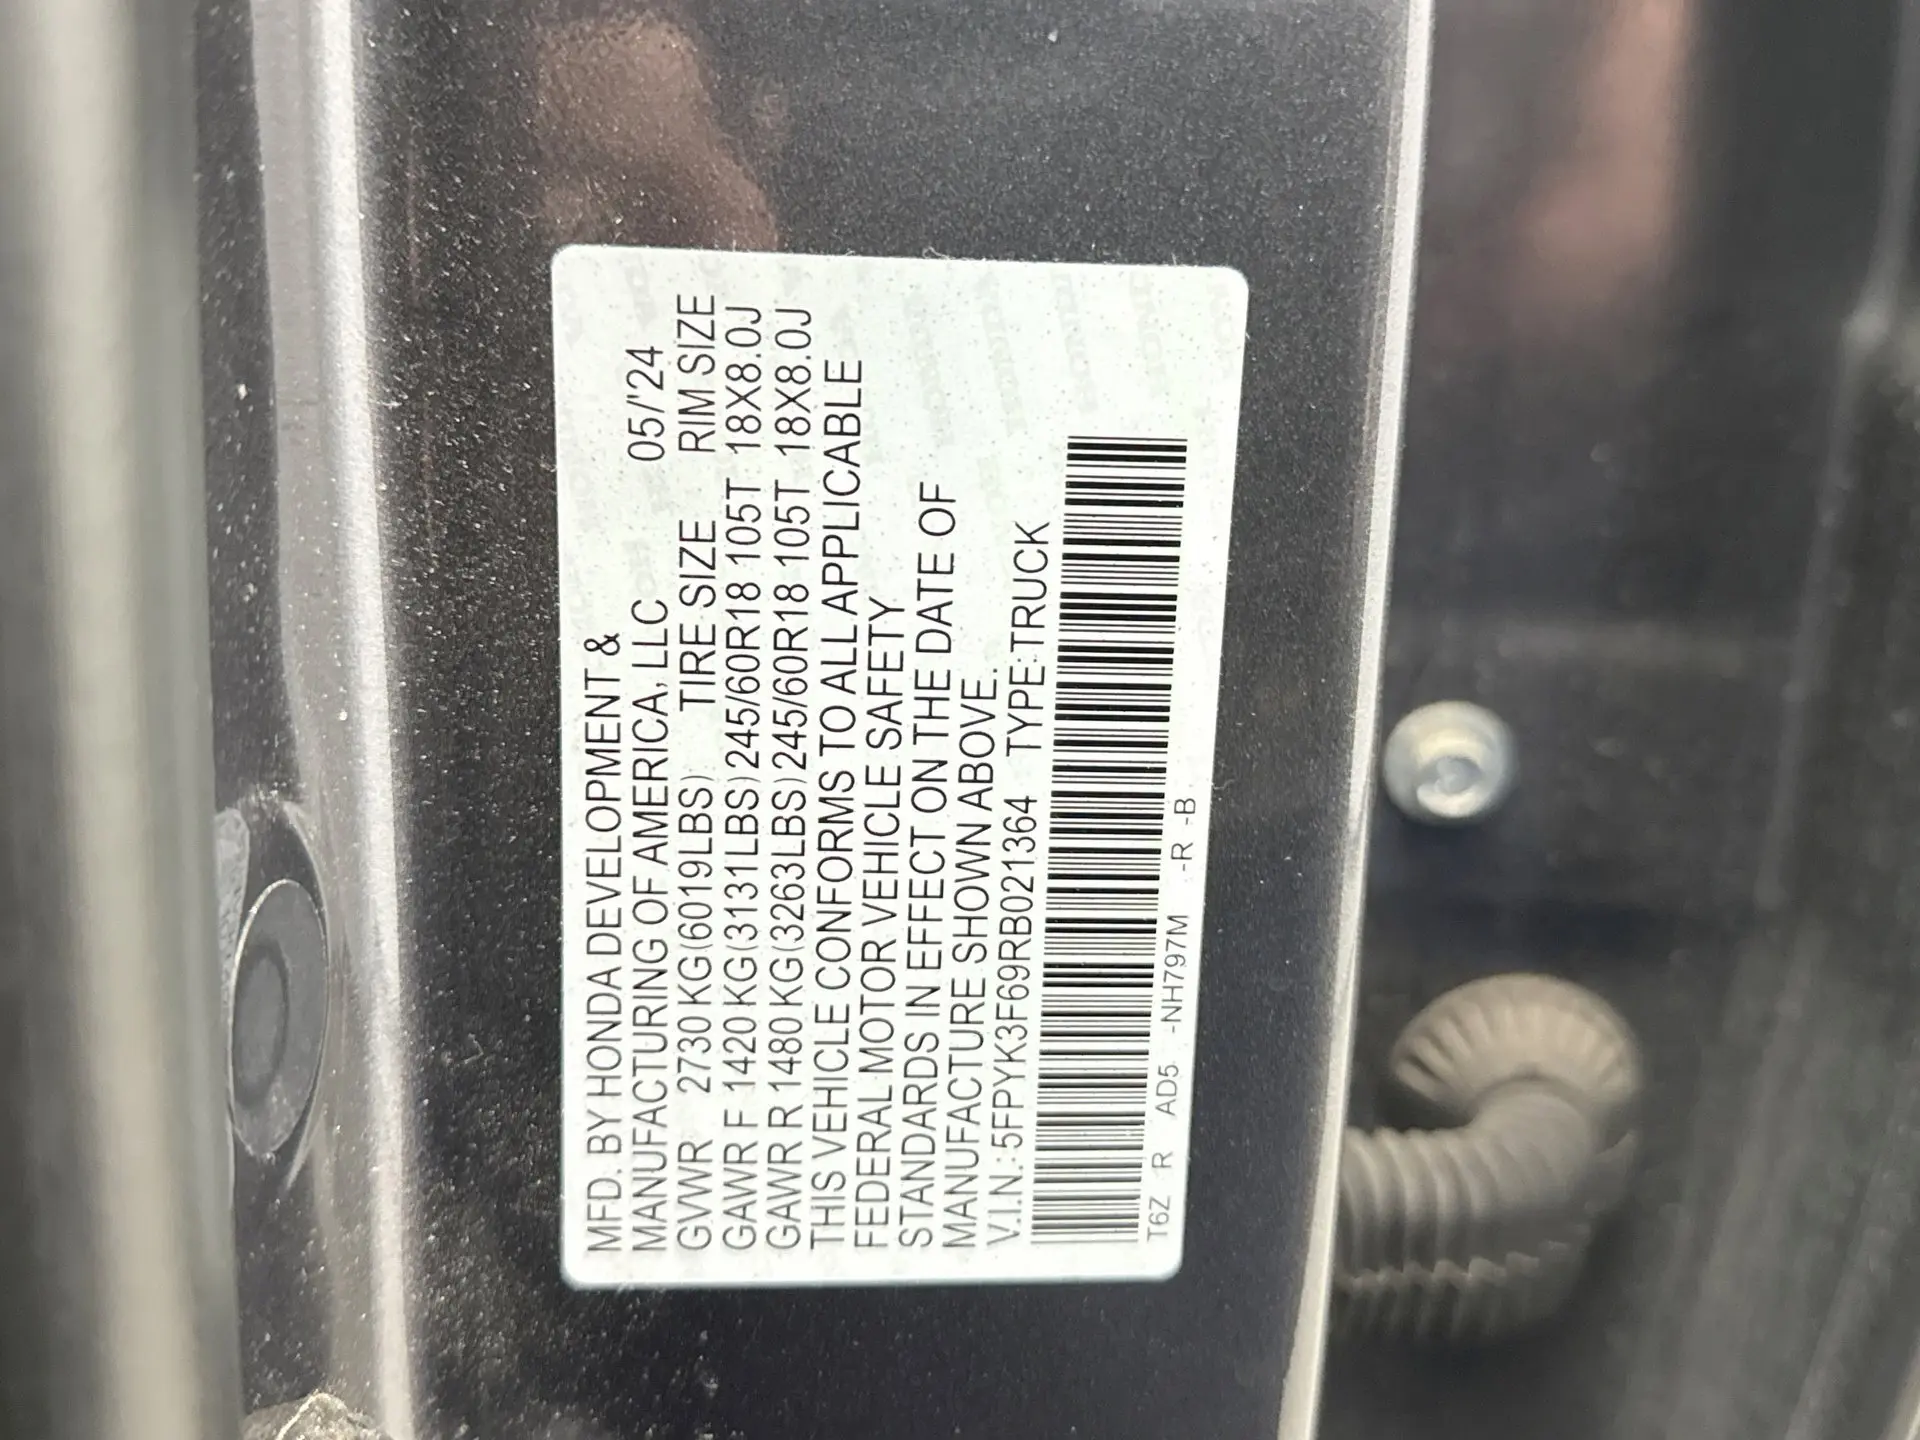 MFD. BY HONDA DEVELOPMENT &
MANUFACTURING OF AMERICA, LLC 05/'24
GVWR 2730 KG(6019LBS) TIRE SIZE RIM SIZE
GAWR F 1420 KG(3131LBS)245/60R18 105T 18X8.0J
GAWR R 1480 KG(3263LBS)245/60R18 105T 18X8.0J
THIS VEHICLE CONFORMS TO ALL APPLICABLE
FEDERAL MOTOR VEHICLE SAFETY
STANDARDS IN EFFECT ON THE DATE OF
MANUFACTURE SHOWN ABOVE.
V.I.N.:5FPYK3F69RB021364 TYPE:TRUCK
T6Z R AD5 -NH797M -R -B